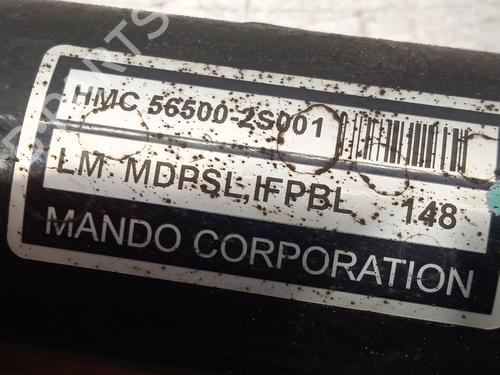 HMC 56500-2S001
LM MDPSL,IFPBL 148
MANDO CORPORATION